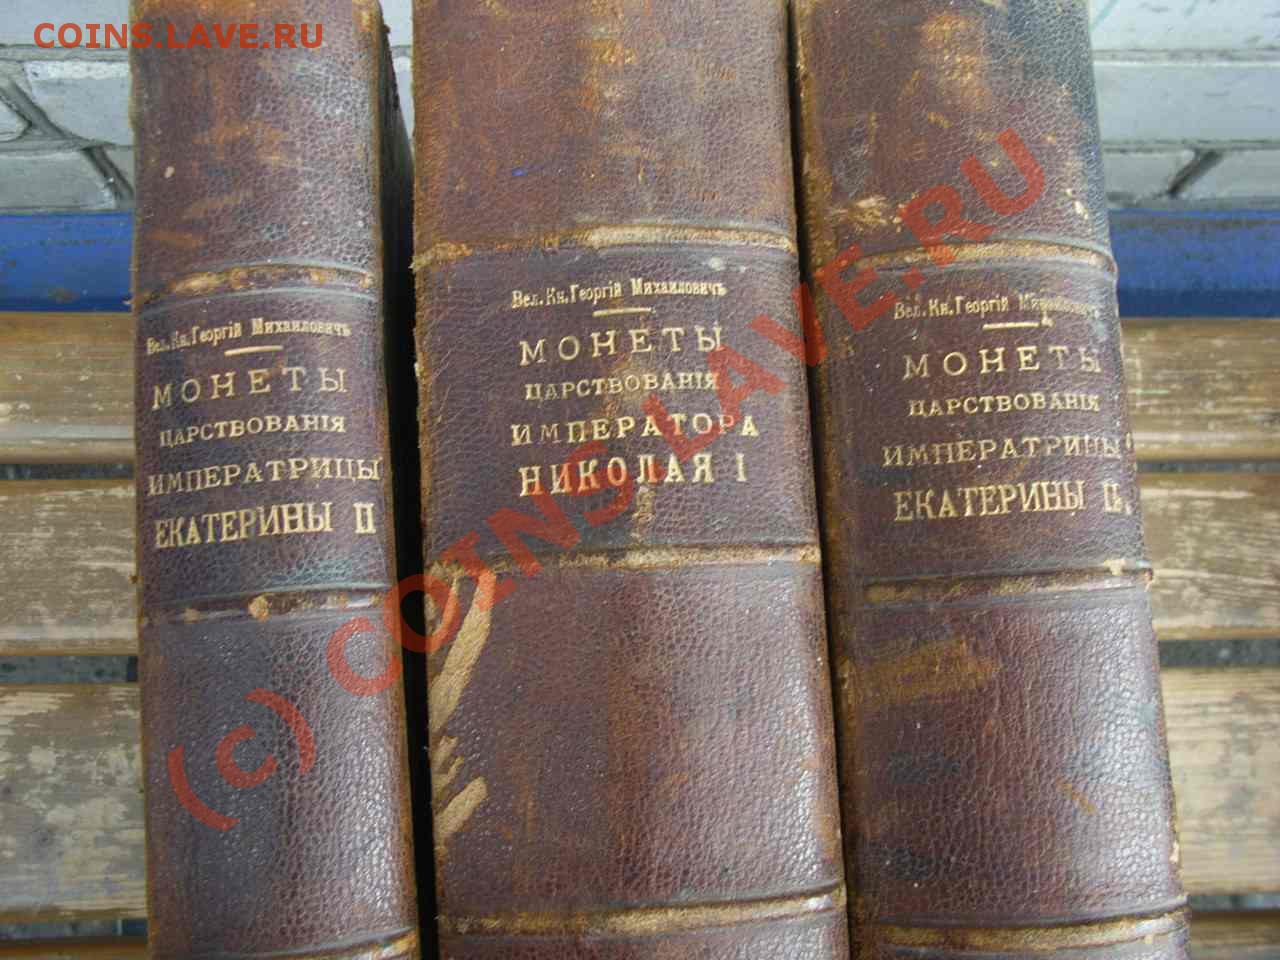 COINS.LAVE.RU
Вел. Кн. Георгій Михаиловичъ
МОНЕТЫ
ЦАРСТВОВАНІЯ
ИМПЕРАТРИЦЫ
ЕКАТЕРИНЫ II
Вел. Кн. Георгій Михаиловичъ
МОНЕТЫ
ЦАРСТВОВАНІЯ
ИМПЕРАТОРА
НИКОЛАЯ I
Вел. Кн. Георгій Михаиловичъ
МОНЕТЫ
ЦАРСТВОВАНІЯ
ИМПЕРАТРИЦЫ
ЕКАТЕРИНЫ II
(c) COINS.LAVE.RU